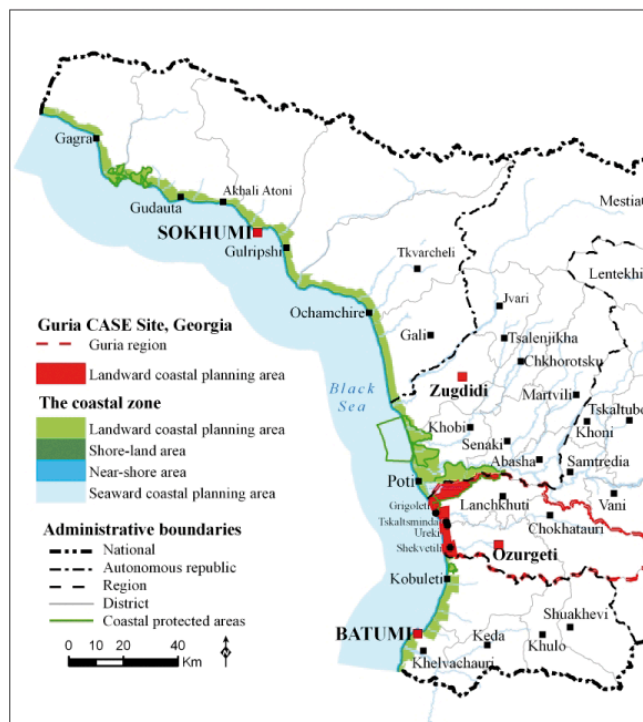 Gagra
Gudauta
Akhali Atoni
SOKHUMI
Gulripshi
Tkvarcheli
Mestia
Lentekhi
Ochamchire
Jvari
Gali
Tsalenjikha
Chkhorotsku
Zugdidi
Martvili
Black
Sea
Tskaltubo
Khobi
Khoni
Senaki
Abasha
Samtredia
Poti
Lanchkhuti
Vani
Grigoleti
Tskaltsminda
Chokhatauri
Ureki
Shekvetili
Ozurgeti
Kobuleti
BATUMI
Shuakhevi
Keda
Khulo
Khelvachauri
Guria CASE Site, Georgia
Guria region
Landward coastal planning area
The coastal zone
Landward coastal planning area
Shore-land area
Near-shore area
Seaward coastal planning area
Administrative boundaries
National
Autonomous republic
Region
District
Coastal protected areas
0 10 20 40
Km
N